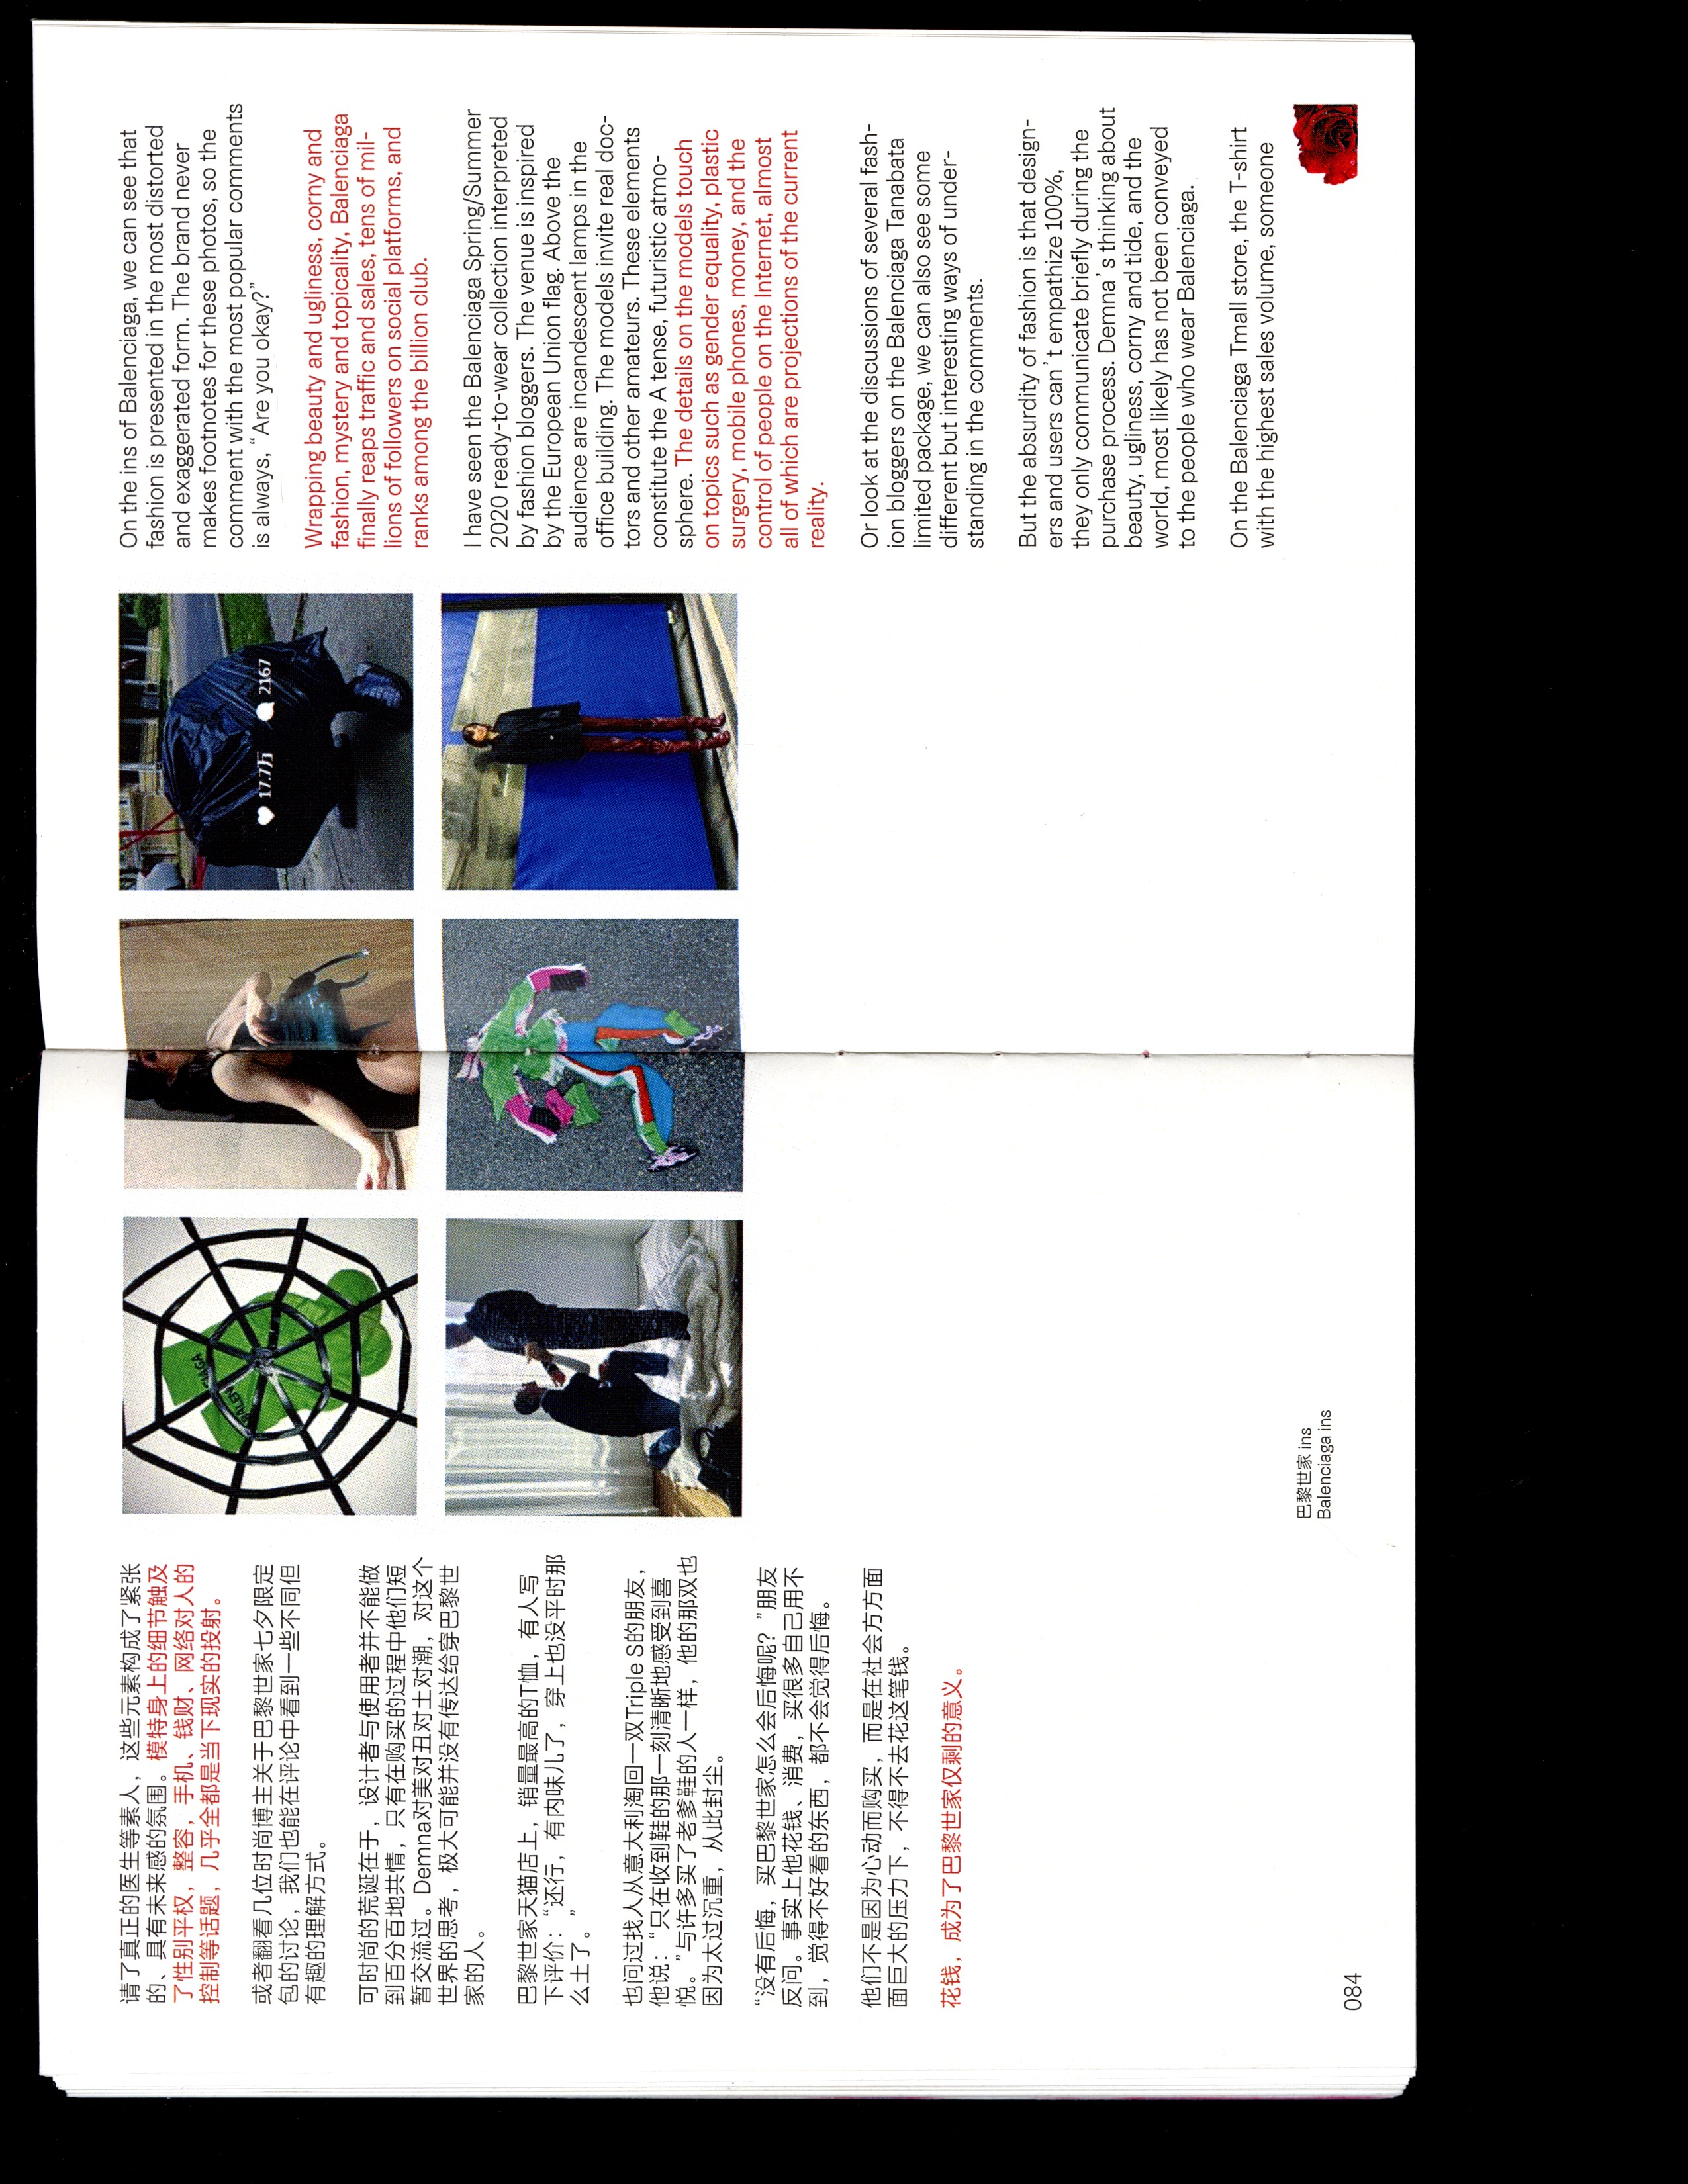 请了真正的医生等素人，这些元素构成了紧张
的、具有未来感的氛围。模特身上的细节触及
了性别平权，整容，手机、钱财、网络对人的
控制等话题，几乎全都是当下现实的投射。
或者翻看几位时尚博主关于巴黎世家七夕限定
包的讨论，我们也能在评论中看到一些不同但
有趣的理解方式。
可时尚的荒诞在于，设计者与使用者并不能做
到百分百地共情，只有在购买的过程中他们短
暂交流过。Demna对美对丑对土对潮，对这个
世界的思考，极大可能并没有传达给穿巴黎世
家的人。
巴黎世家天猫店上，销量最高的T恤，有人写
下评价：“还行，有内味儿了，穿上也没平时那
么土了。”
也问过找人从意大利淘回一双Triple S的朋友，
他说：“只在收到鞋的那一刻清晰地感受到喜
悦。”与许多买了老爹鞋的人一样，他的那双也
因为太过沉重，从此封尘。
“没有后悔，买巴黎世家怎么会后悔呢？”朋友
反问。事实上他花钱、消费，买很多自己用不
到，觉得不好看的东西，都不会觉得后悔。
他们不是因为心动而购买，而是在社会方方面
面巨大的压力下，不得不去花这笔钱。
花钱，成为了巴黎世家仅剩的意义。
084
BALENCIAGA
17.7万 2167
巴黎世家 ins
Balenciaga ins
On the ins of Balenciaga, we can see that
fashion is presented in the most distorted
and exaggerated form. The brand never
makes footnotes for these photos, so the
comment with the most popular comments
is always, “Are you okay?”
Wrapping beauty and ugliness, corny and
fashion, mystery and topicality, Balenciaga
finally reaps traffic and sales, tens of mil-
lions of followers on social platforms, and
ranks among the billion club.
I have seen the Balenciaga Spring/Summer
2020 ready-to-wear collection interpreted
by fashion bloggers. The venue is inspired
by the European Union flag. Above the
audience are incandescent lamps in the
office building. The models invite real doc-
tors and other amateurs. These elements
constitute the A tense, futuristic atmo-
sphere. The details on the models touch
on topics such as gender equality, plastic
surgery, mobile phones, money, and the
control of people on the Internet, almost
all of which are projections of the current
reality.
Or look at the discussions of several fash-
ion bloggers on the Balenciaga Tanabata
limited package, we can also see some
different but interesting ways of under-
standing in the comments.
But the absurdity of fashion is that design-
ers and users can’t empathize 100%,
they only communicate briefly during the
purchase process. Demna’s thinking about
beauty, ugliness, corny and tide, and the
world, most likely has not been conveyed
to the people who wear Balenciaga.
On the Balenciaga Tmall store, the T-shirt
with the highest sales volume, someone